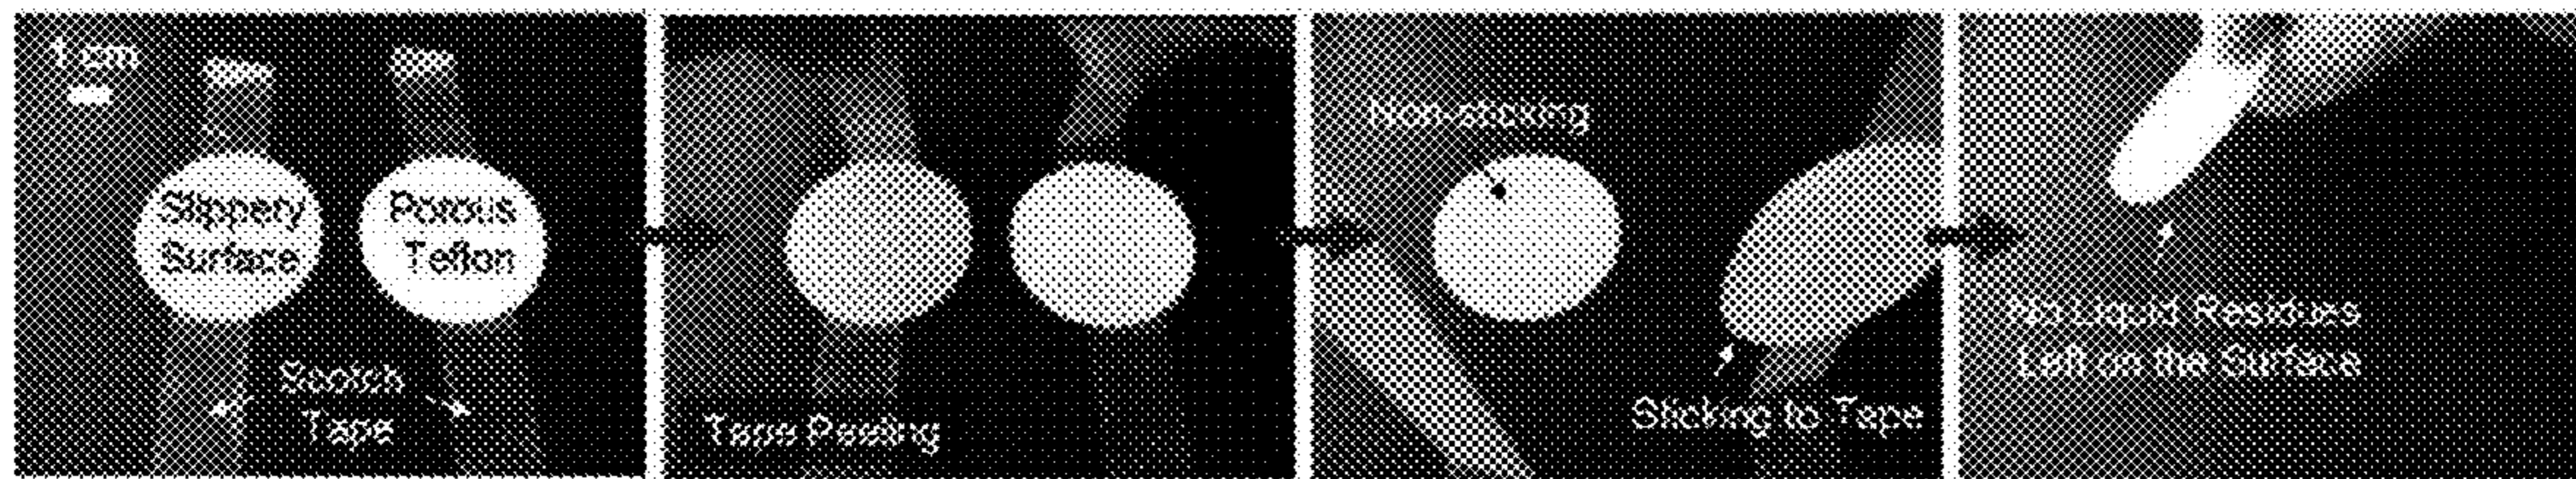 1 cm
Slippery
Surface
Porous
Teflon
Scotch
Tape
Tape Peeling
Non-sticking
Sticking to Tape
No Liquid Residues
Left on the Surface